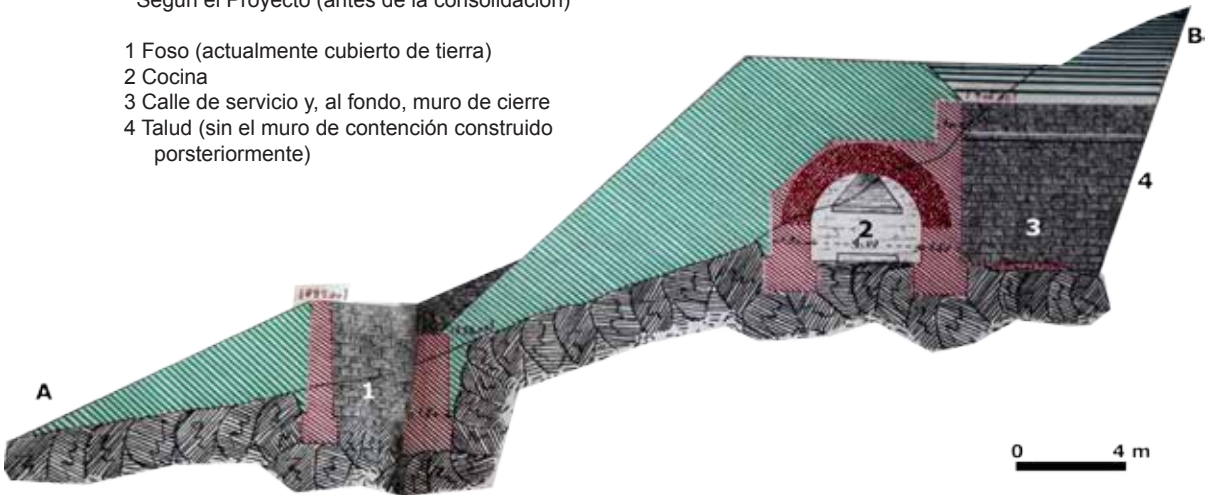 Según el Proyecto (antes de la consolidación)
1 Foso (actualmente cubierto de tierra)
2 Cocina
3 Calle de servicio y, al fondo, muro de cierre
4 Talud (sin el muro de contención construido
porsteriormente)
B
4
2
3
1
A
0 4 m